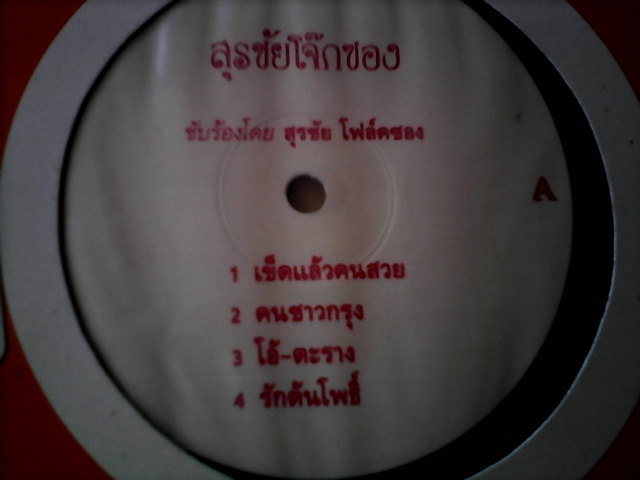 สุรชัยโจ๊กซอง
ขับร้องโดย สุรชัย โฟล์คซอง
A
1 เข็ดแล้วคนสวย
2 คนชาวกรุง
3 โอ้-ตะราง
4 รักต้นโพธิ์